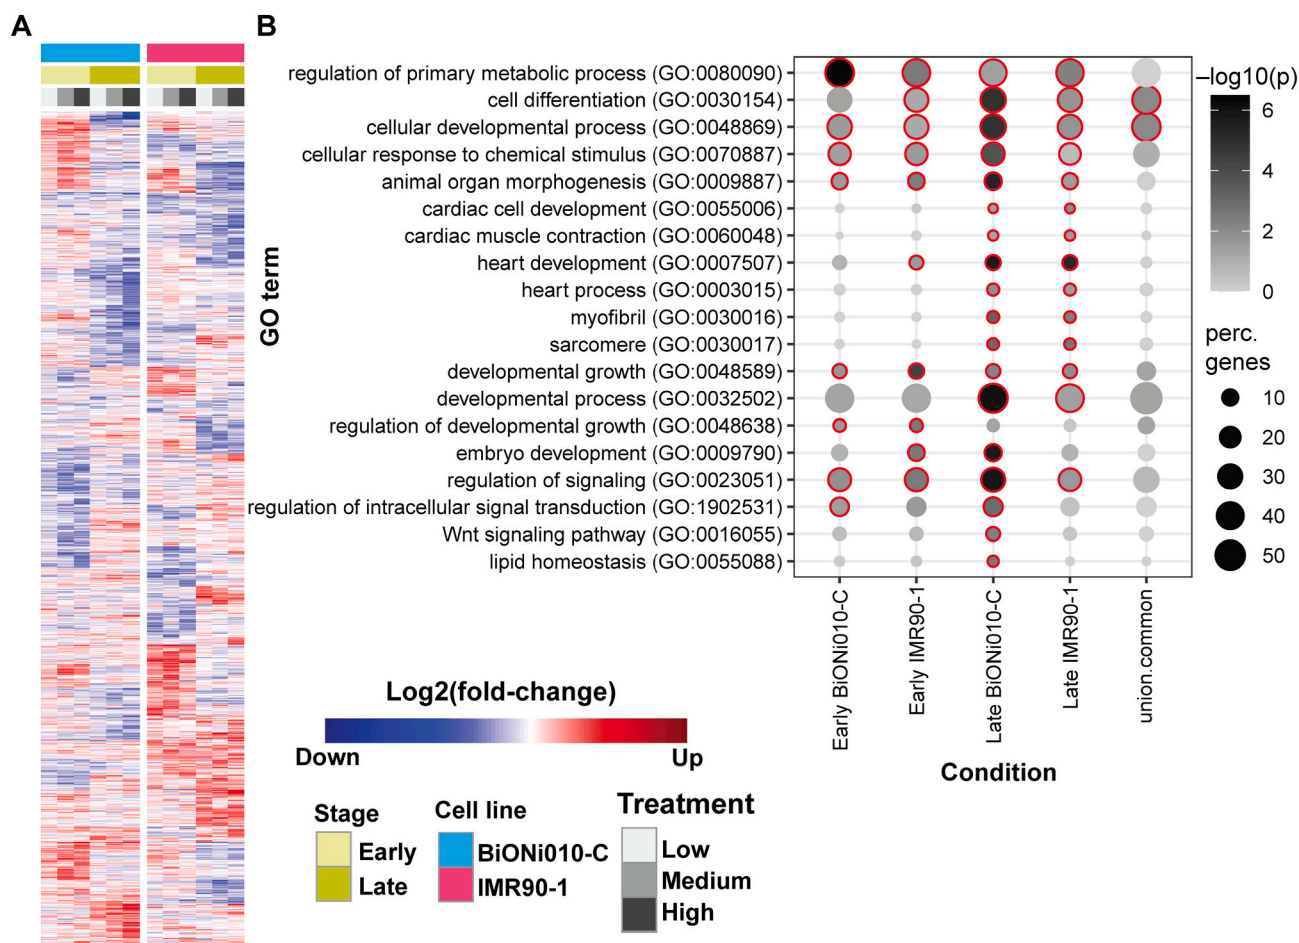 A
B
GO term
regulation of primary metabolic process (GO:0080090)
cell differentiation (GO:0030154)
cellular developmental process (GO:0048869)
cellular response to chemical stimulus (GO:0070887)
animal organ morphogenesis (GO:0009887)
cardiac cell development (GO:0055006)
cardiac muscle contraction (GO:0060048)
heart development (GO:0007507)
heart process (GO:0003015)
myofibril (GO:0030016)
sarcomere (GO:0030017)
developmental growth (GO:0048589)
developmental process (GO:0032502)
regulation of developmental growth (GO:0048638)
embryo development (GO:0009790)
regulation of signaling (GO:0023051)
regulation of intracellular signal transduction (GO:1902531)
Wnt signaling pathway (GO:0016055)
lipid homeostasis (GO:0055088)
Early BiONi010-C
Early IMR90-1
Late BiONi010-C
Late IMR90-1
union.common
Condition
–log10(p)
6
4
2
0
perc.
genes
10
20
30
40
50
Log2(fold-change)
Down
Up
Stage
Early
Late
Cell line
BiONi010-C
IMR90-1
Treatment
Low
Medium
High